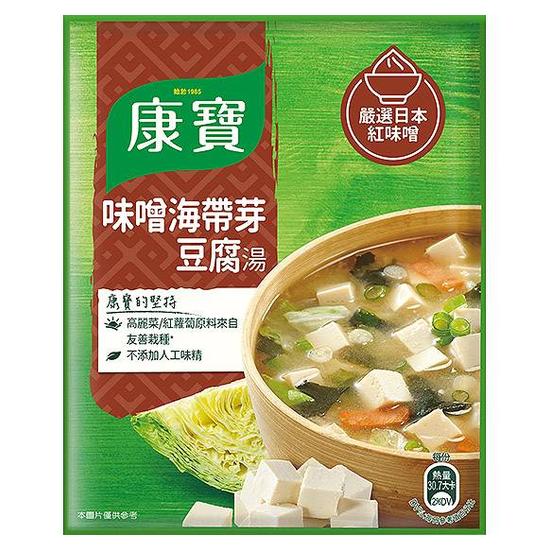 始於1985
康寶
嚴選日本
紅味噌
味噌海帶芽
豆腐湯
康寶的堅持
高麗菜/紅蘿蔔原料來自
友善栽種*
不添加人工味精
每份
熱量
30.7大卡
2%DV
本圖片僅供參考